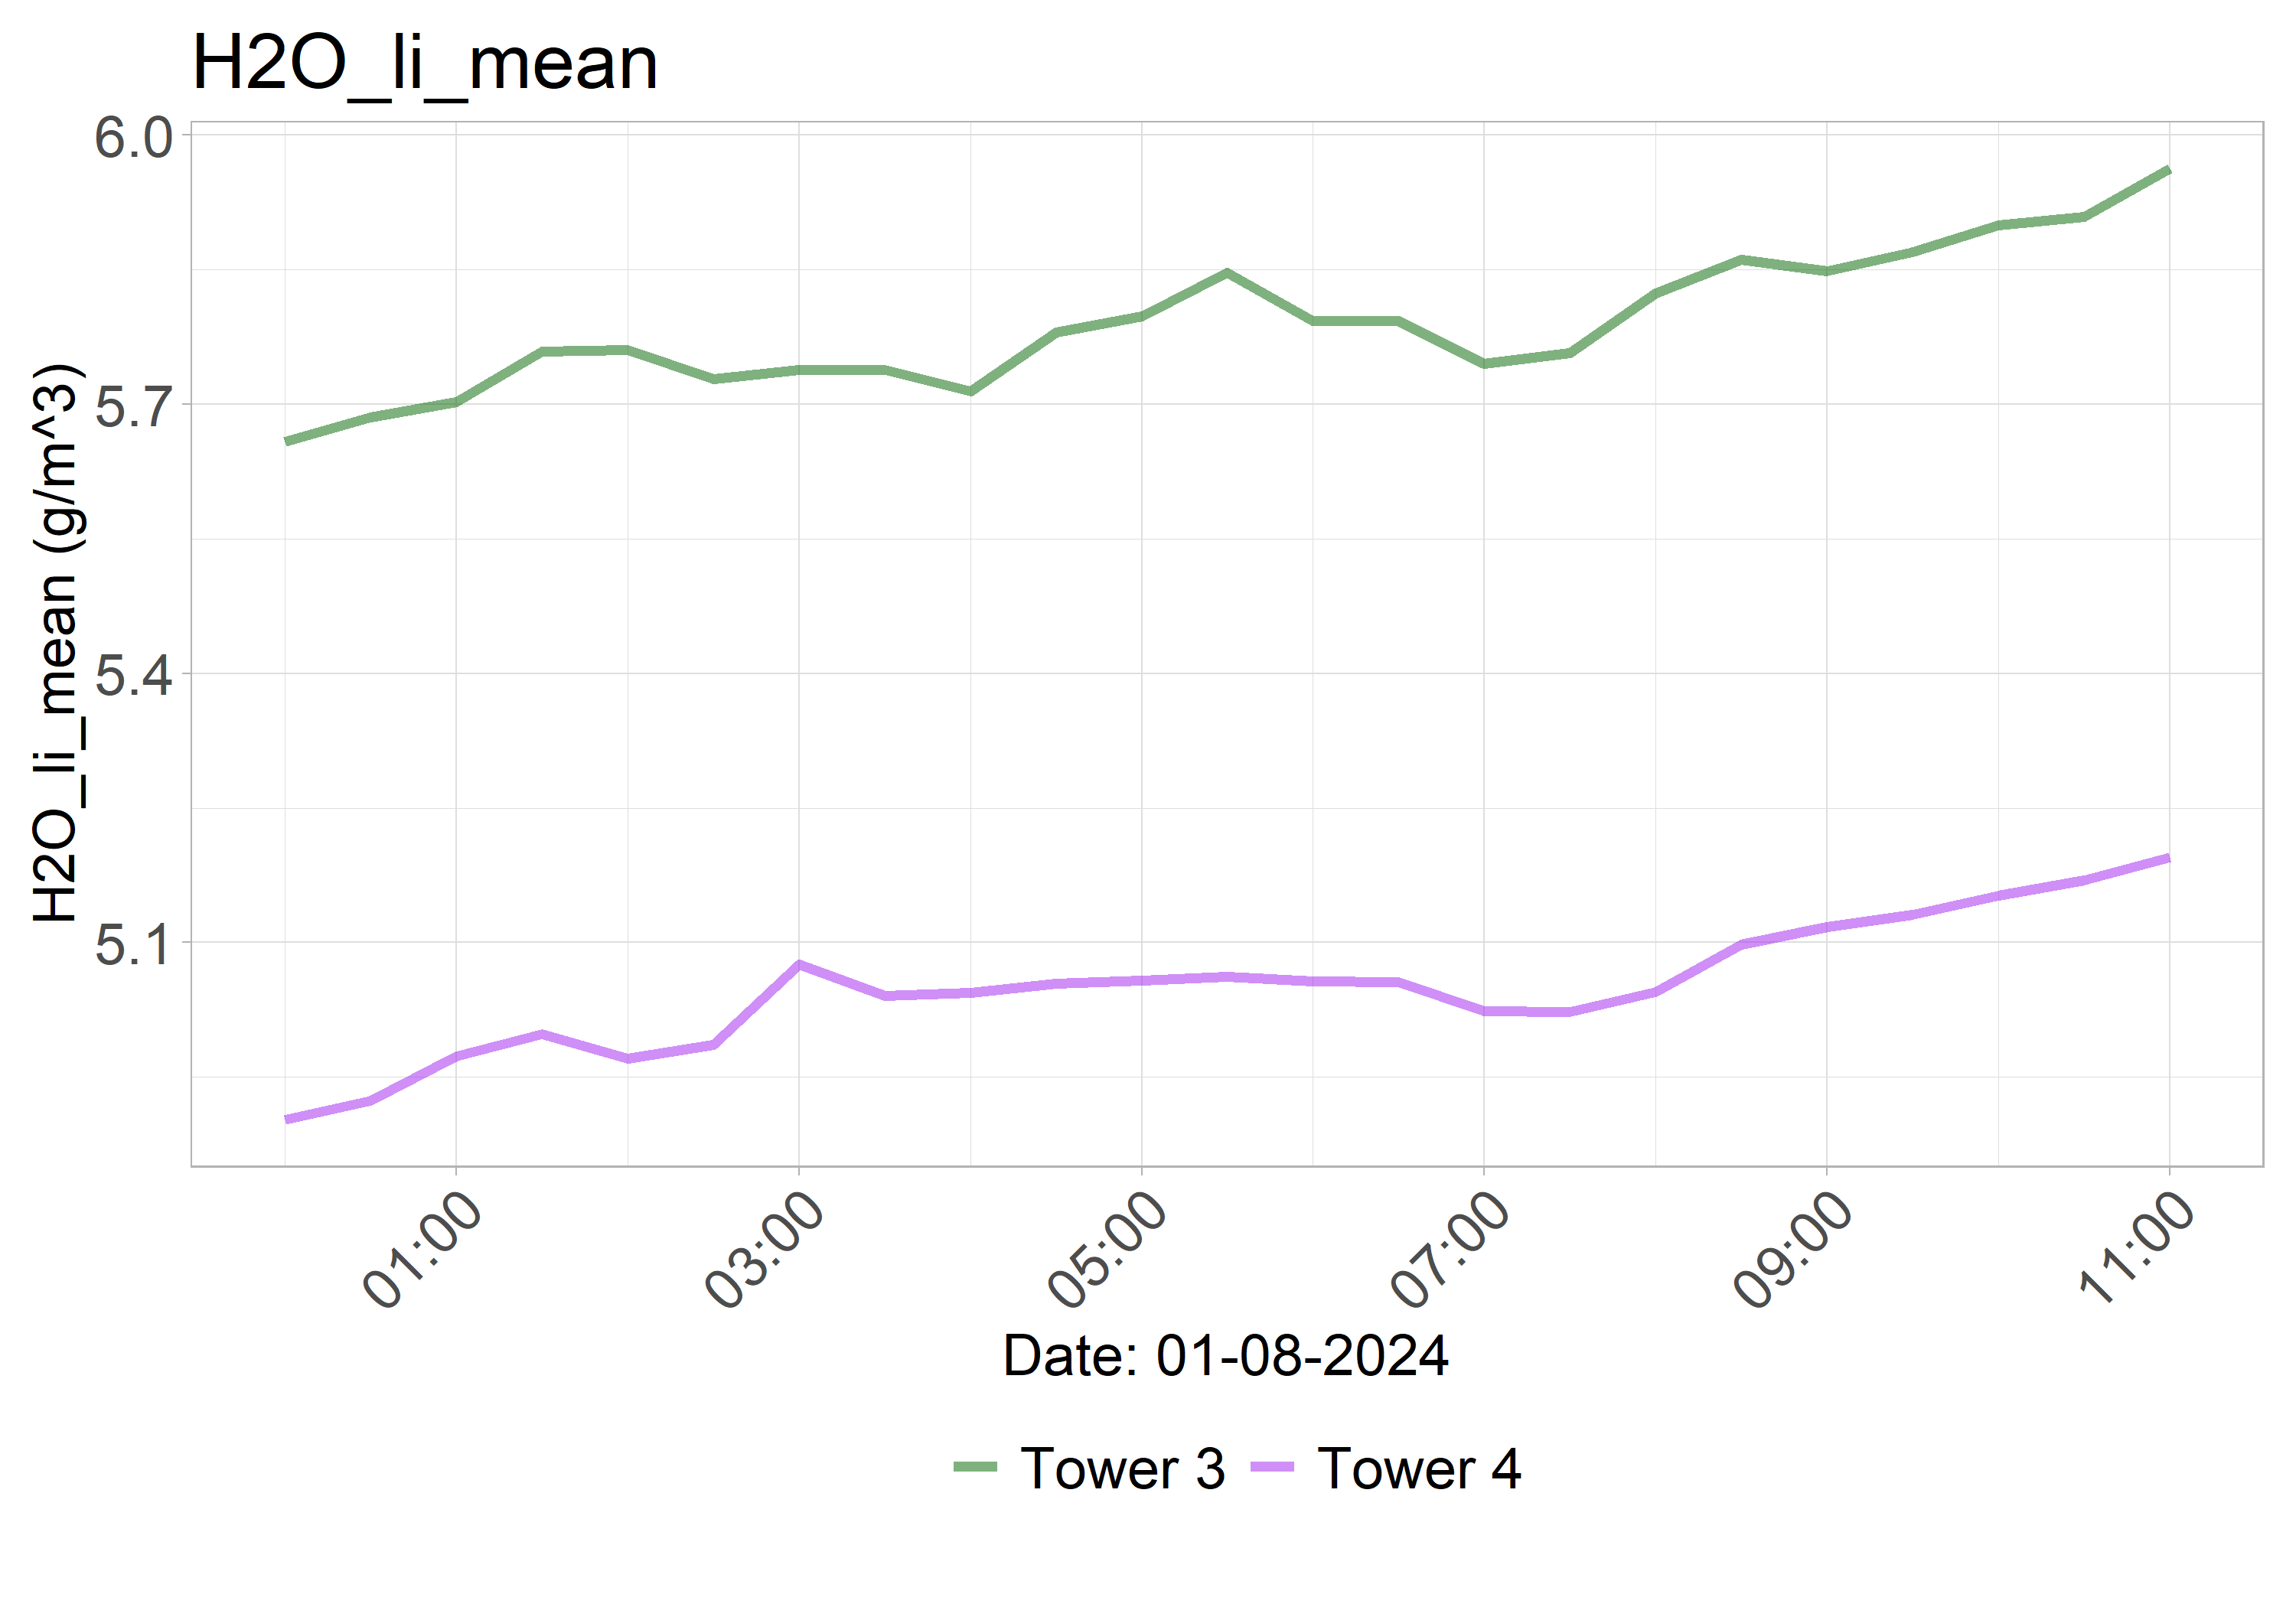 H2O_li_mean
H2O_li_mean (g/m^3)
6.0
5.7
5.4
5.1
01:00
03:00
05:00
07:00
09:00
11:00
Date: 01-08-2024
Tower 3
Tower 4